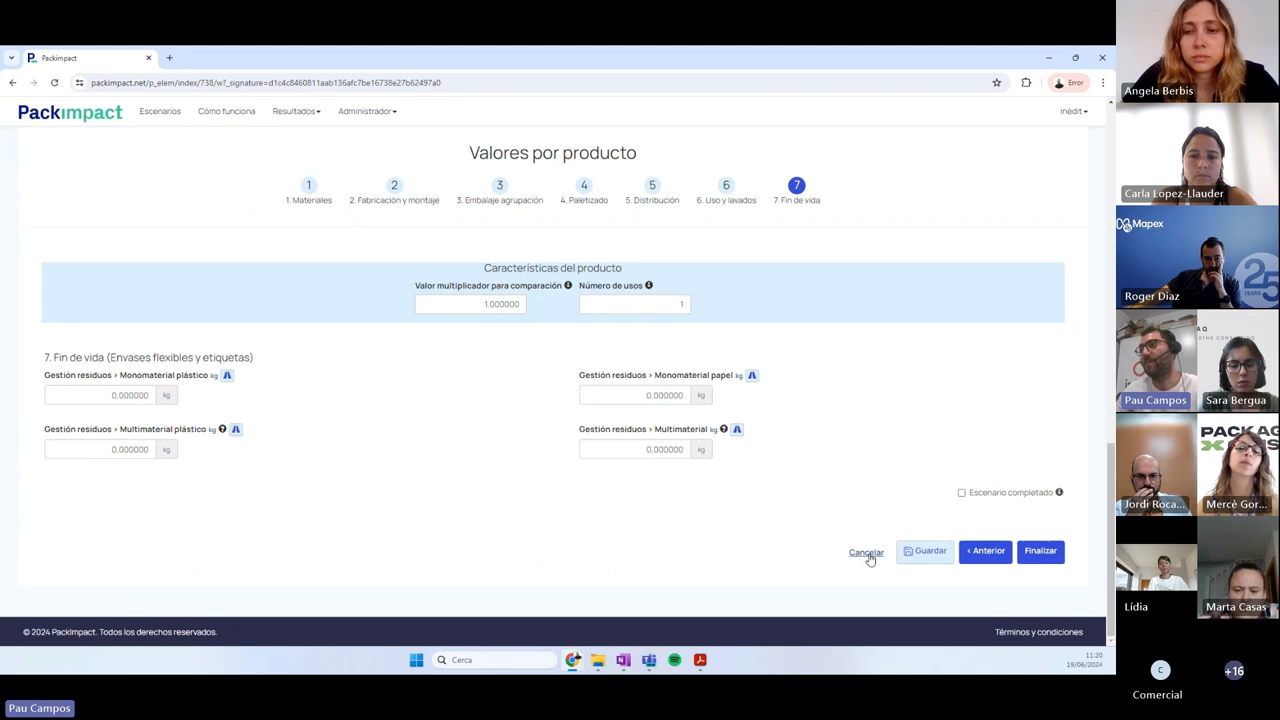 Packimpact
packimpact.net/p_elem/index/738/w?_signature=d1c4c8460811aab136afc7be16738e27b62497a0
Error
Packimpact
Escenarios
Cómo funciona
Resultados
Administrador
inèdit
Valores por producto
1
2
3
4
5
6
7
1. Materiales
2. Fabricación y montaje
3. Embalaje agrupación
4. Paletizado
5. Distribución
6. Uso y lavados
7. Fin de vida
Características del producto
Valor multiplicador para comparación
Número de usos
1.000000
1
7. Fin de vida (Envases flexibles y etiquetas)
Gestión residuos > Monomaterial plástico kg
Gestión residuos > Monomaterial papel kg
0.000000 kg
0.000000 kg
Gestión residuos > Multimaterial plástico kg
Gestión residuos > Multimaterial kg
0.000000 kg
0.000000 kg
Escenario completado
Cancelar
Guardar
‹ Anterior
Finalizar
© 2024 PackImpact. Todos los derechos reservados.
Términos y condiciones
Cerca
11:20
19/06/2024
Pau Campos
Angela Berbis
Carla Lopez-Llauder
Mapex
25
YEARS
Roger Diaz
Pau Campos
Sara Bergua
PACKAG
Jordi Roca...
Mercè Gor...
Lídia
Marta Casas
C
+16
Comercial